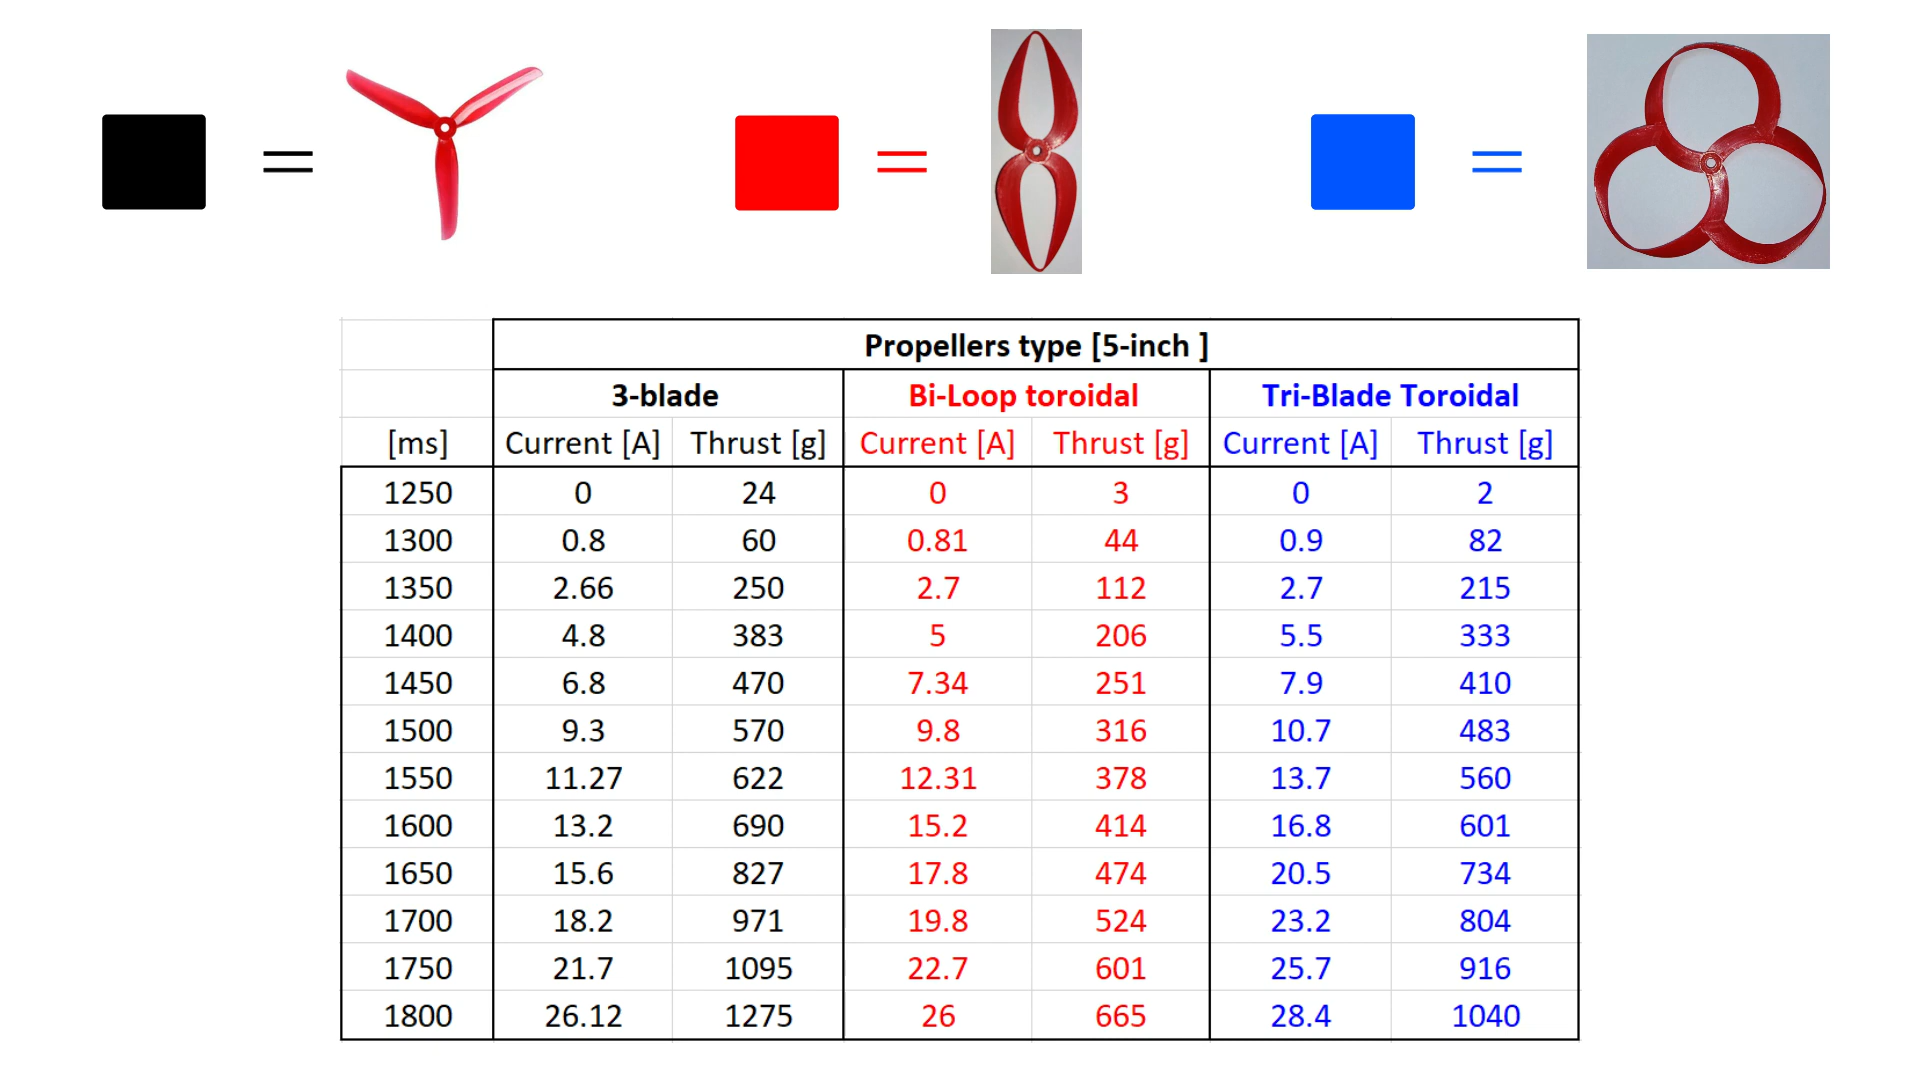 Propellers type [5-inch ]
3-blade Bi-Loop toroidal Tri-Blade Toroidal
[ms] Current [A] Thrust [g] Current [A] Thrust [g] Current [A] Thrust [g]
1250 0 24 0 3 0 2
1300 0.8 60 0.81 44 0.9 82
1350 2.66 250 2.7 112 2.7 215
1400 4.8 383 5 206 5.5 333
1450 6.8 470 7.34 251 7.9 410
1500 9.3 570 9.8 316 10.7 483
1550 11.27 622 12.31 378 13.7 560
1600 13.2 690 15.2 414 16.8 601
1650 15.6 827 17.8 474 20.5 734
1700 18.2 971 19.8 524 23.2 804
1750 21.7 1095 22.7 601 25.7 916
1800 26.12 1275 26 665 28.4 1040